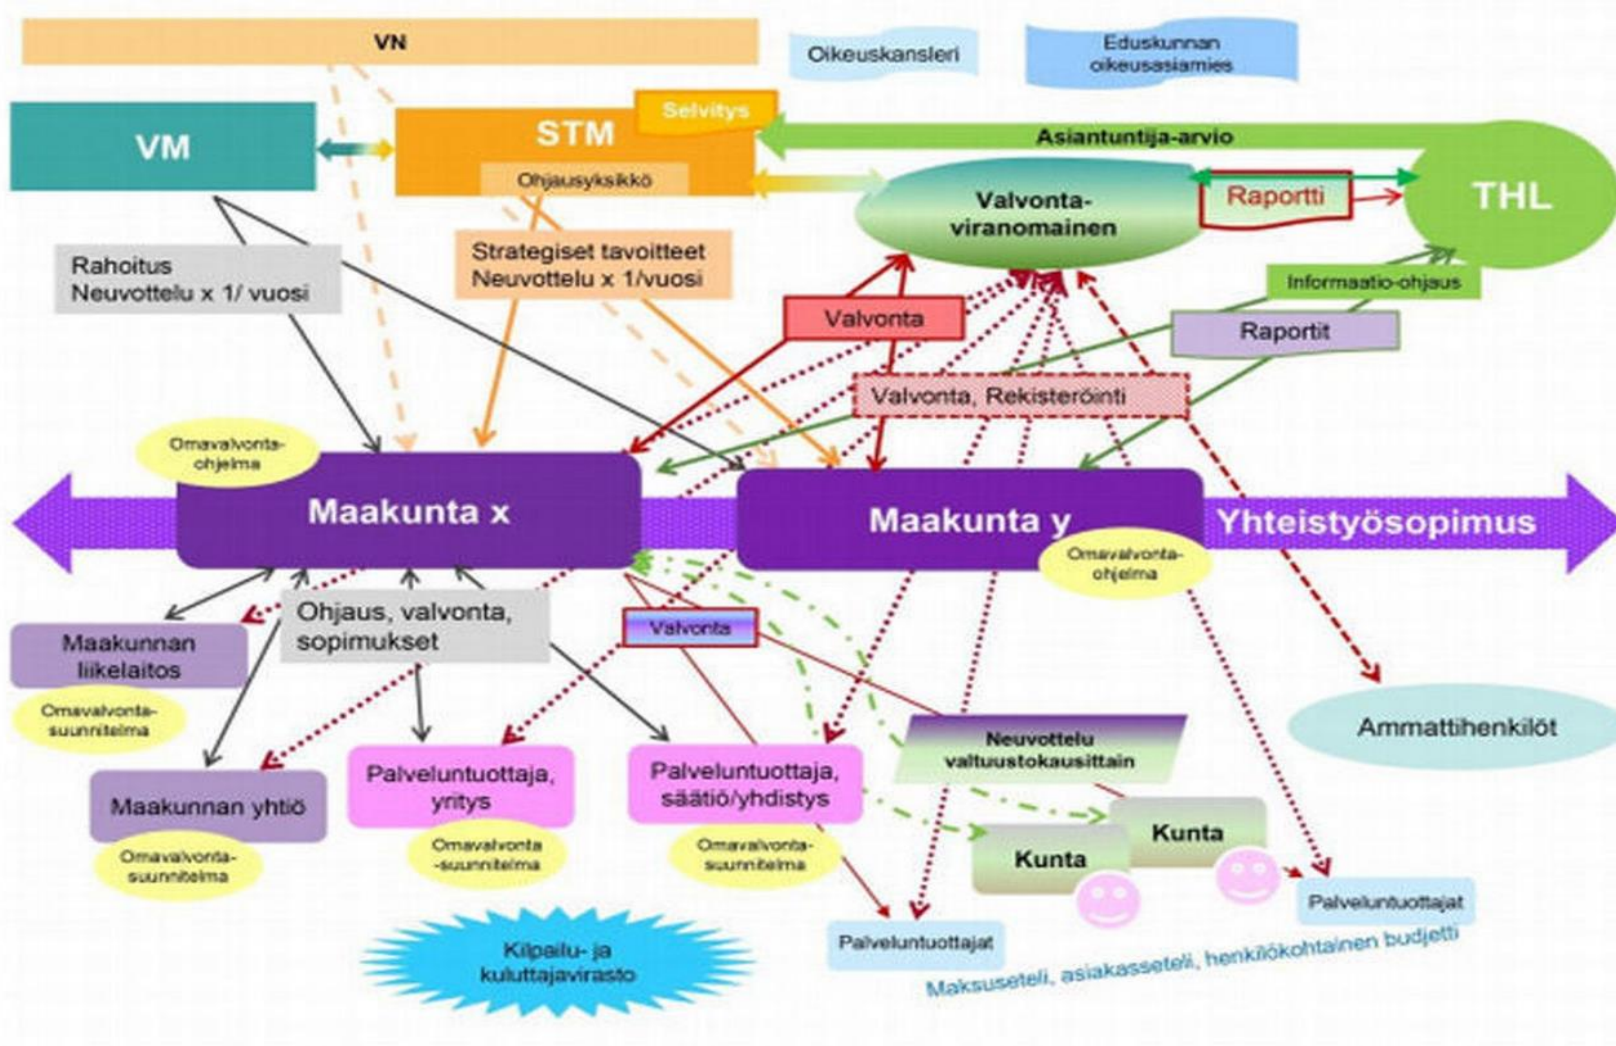 VN
Oikeuskansleri
Eduskunnan
oikeusasiamies
VM
STM
Selvitys
Ohjausyksikkö
Asiantuntija-arvio
THL
Valvonta-
viranomainen
Raportti
Rahoitus
Neuvottelu x 1/ vuosi
Strategiset tavoitteet
Neuvottelu x 1/vuosi
Informaatio-ohjaus
Valvonta
Raportit
Valvonta, Rekisteröinti
Omavalvonta-
ohjelma
Maakunta x
Maakunta y
Yhteistyösopimus
Omavalvonta-
ohjelma
Ohjaus, valvonta,
sopimukset
Valvonta
Maakunnan
liikelaitos
Omavalvonta-
suunnitelma
Ammattihenkilöt
Neuvottelu
valtuustokausittain
Maakunnan yhtiö
Omavalvonta-
suunnitelma
Palveluntuottaja,
yritys
Omavalvonta
-suunnitelma
Palveluntuottaja,
säätiö/yhdistys
Omavalvonta-
suunnitelma
Kunta
Kunta
Palveluntuottajat
Palveluntuottajat
Kilpailu- ja
kuluttajavirasto
Maksuseteli, asiakasseteli, henkilökohtainen budjetti